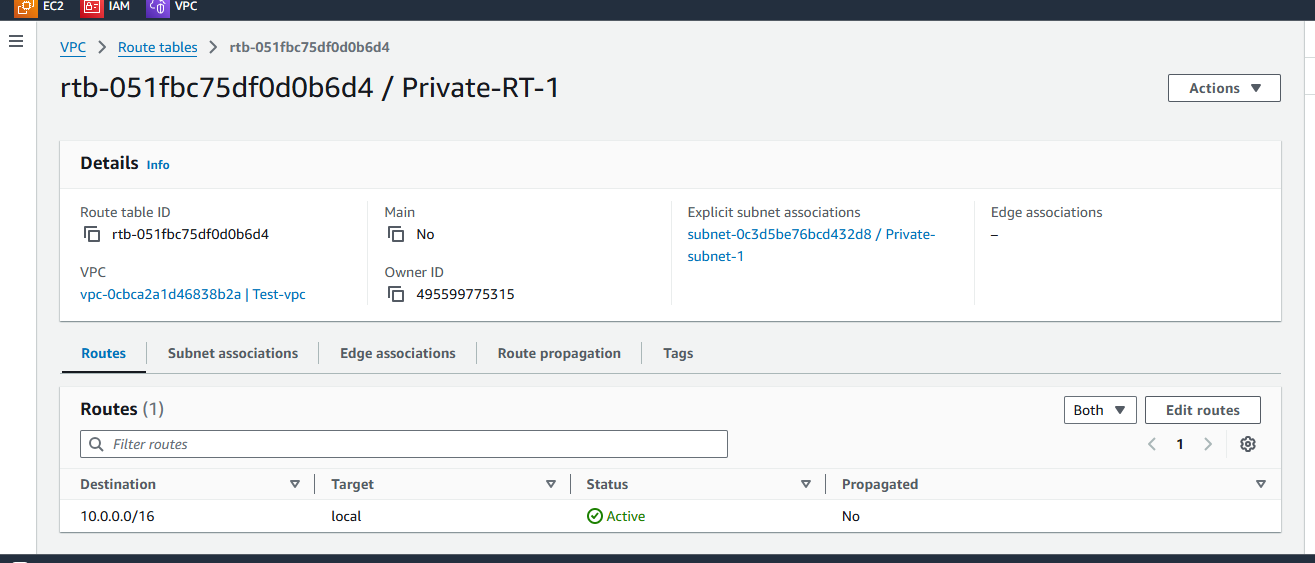 EC2 IAM VPC
VPC > Route tables > rtb-051fbc75df0d0b6d4
rtb-051fbc75df0d0b6d4 / Private-RT-1
Actions
Details Info
Route table ID
rtb-051fbc75df0d0b6d4
Main
No
Explicit subnet associations
subnet-0c3d5be76bcd432d8 / Private-
subnet-1
Edge associations
–
VPC
vpc-0cbca2a1d46838b2a | Test-vpc
Owner ID
495599775315
Routes Subnet associations Edge associations Route propagation Tags
Routes (1)
Both Edit routes
Filter routes
1
Destination Target Status Propagated
10.0.0.0/16 local Active No